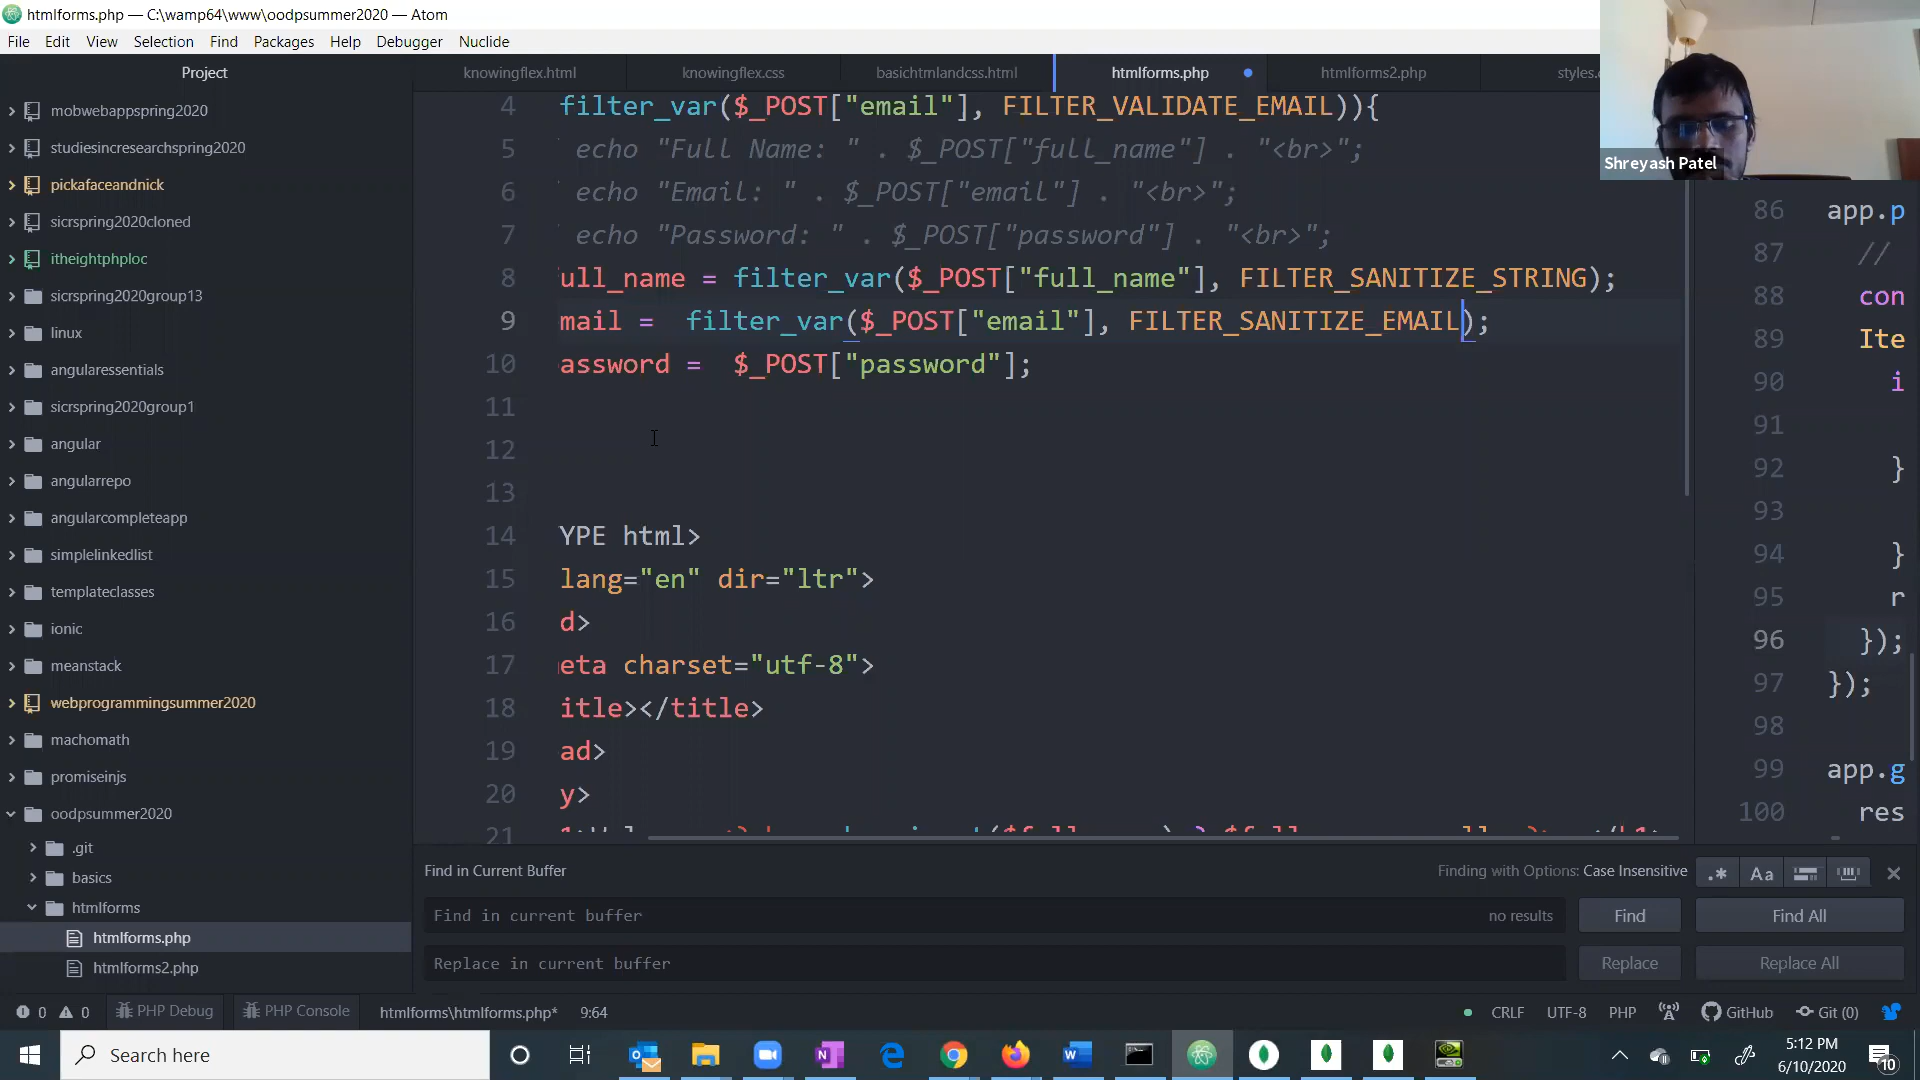 htmlforms.php — C:\wamp64\www\oodpsummer2020 — Atom
File Edit View Selection Find Packages Help Debugger Nuclide
Project
knowingflex.html knowingflex.css basichtmlandcss.html htmlforms.php htmlforms2.php styles.c
Shreyash Patel
mobwebappspring2020
studiesincresearchspring2020
pickafaceandnick
sicrspring2020cloned
itheightphploc
sicrspring2020group13
linux
angularessentials
sicrspring2020group1
angular
angularrepo
angularcompleteapp
simplelinkedlist
templateclasses
ionic
meanstack
webprogrammingsummer2020
machomath
promiseinjs
oodpsummer2020
.git
basics
htmlforms
htmlforms.php
htmlforms2.php
4 filter_var($_POST["email"], FILTER_VALIDATE_EMAIL)){
5 echo "Full Name: " . $_POST["full_name"] . "<br>";
6 echo "Email: " . $_POST["email"] . "<br>";
7 echo "Password: " . $_POST["password"] . "<br>";
8 ull_name = filter_var($_POST["full_name"], FILTER_SANITIZE_STRING);
9 mail = filter_var($_POST["email"], FILTER_SANITIZE_EMAIL);
10 assword = $_POST["password"];
11
12
13
14 YPE html>
15 lang="en" dir="ltr">
16 d>
17 eta charset="utf-8">
18 itle></title>
19 ad>
20 y>
21
86 app.p
87 //
88 con
89 Ite
90 i
91
92 }
93
94 }
95 r
96 });
97 });
98
99 app.g
100 res
Find in Current Buffer
Finding with Options: Case Insensitive
.* Aa
Find in current buffer
no results
Find
Find All
Replace in current buffer
Replace
Replace All
0 0 PHP Debug PHP Console htmlforms\htmlforms.php* 9:64
CRLF UTF-8 PHP GitHub Git (0)
Search here
5:12 PM
6/10/2020
10